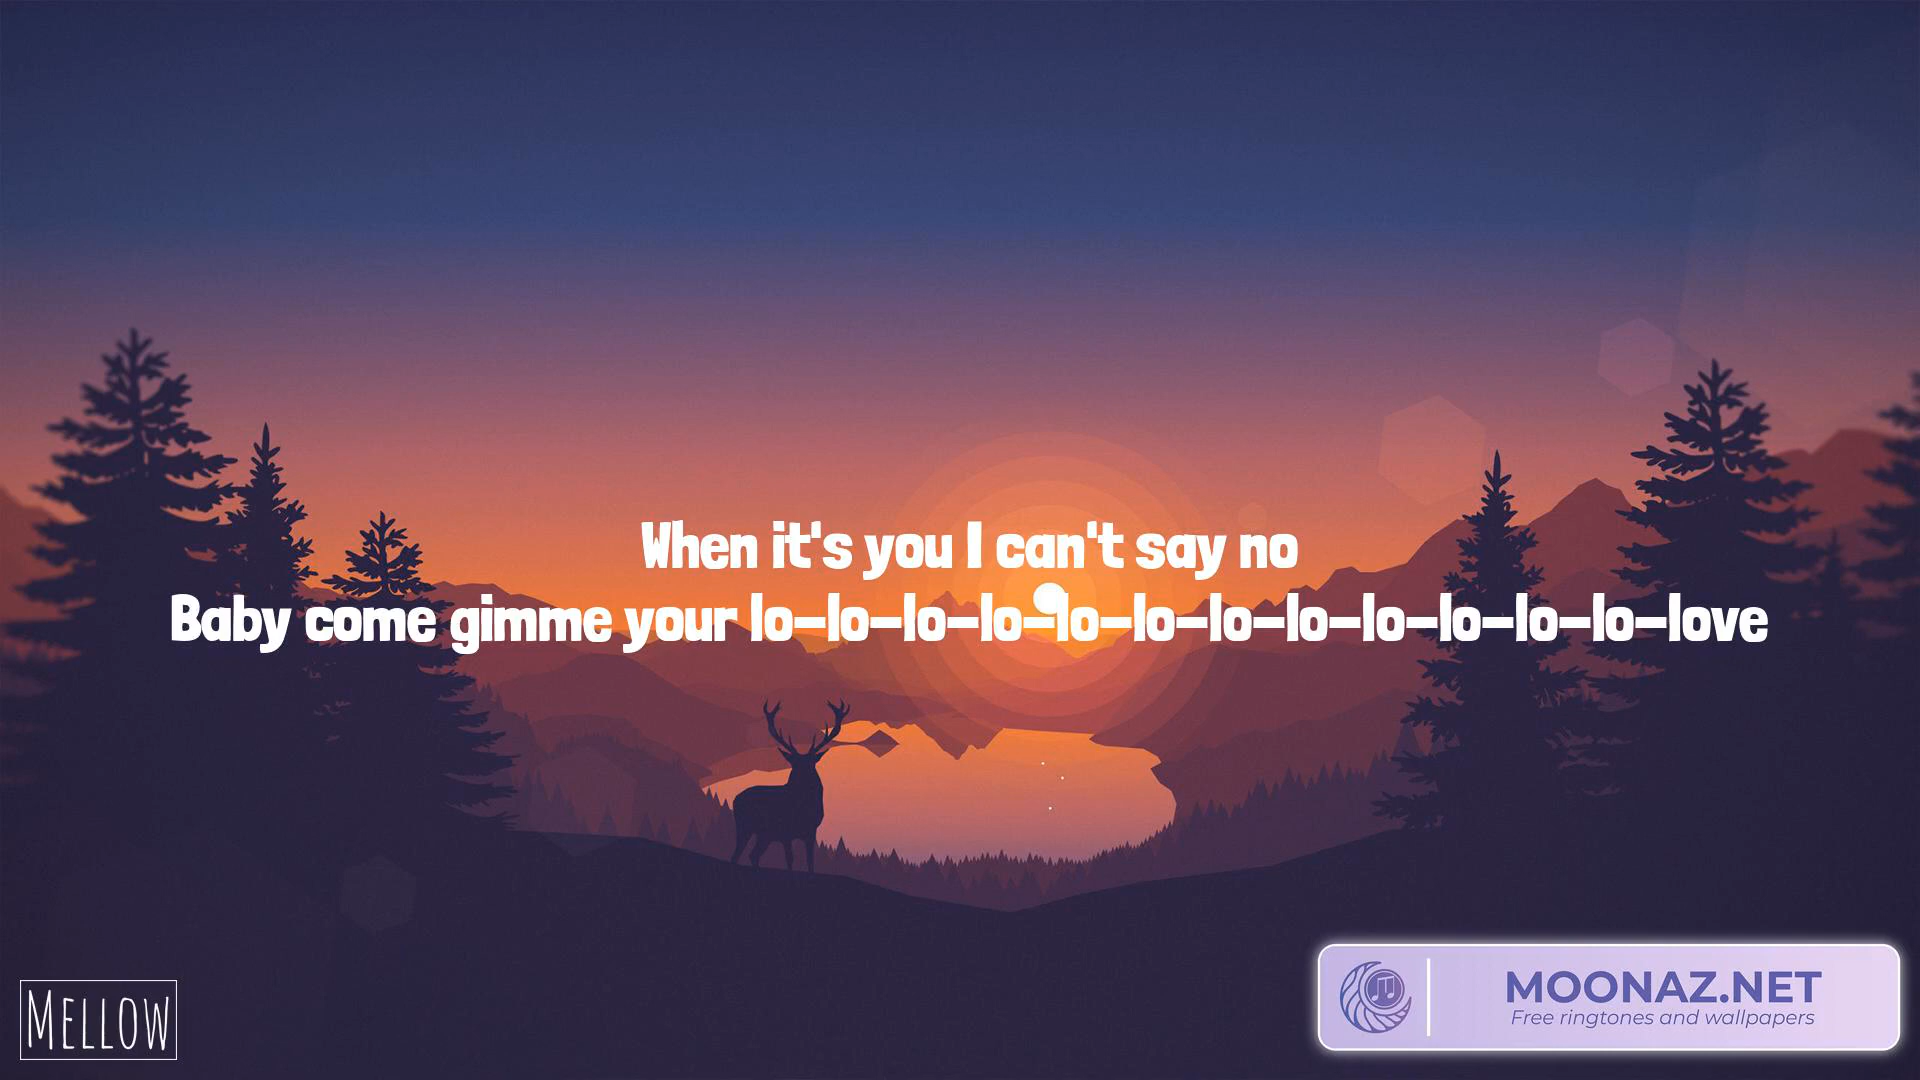 When it's you I can't say no
Baby come gimme your lo-lo-lo-lo-lo-lo-lo-lo-lo-lo-lo-lo-love
MELLOW
MOONAZ.NET
Free ringtones and wallpapers